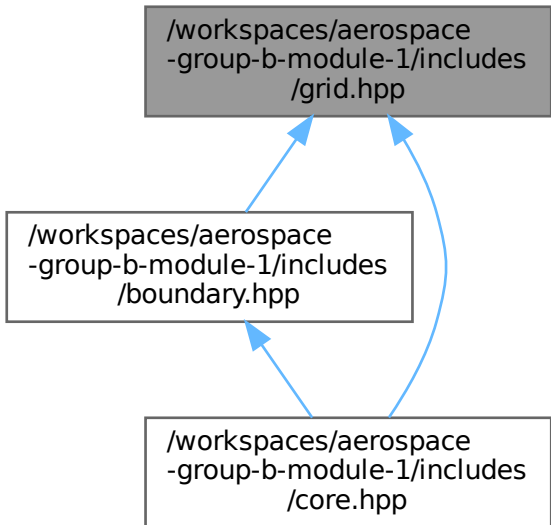 /workspaces/aerospace
-group-b-module-1/includes
/grid.hpp
/workspaces/aerospace
-group-b-module-1/includes
/boundary.hpp
/workspaces/aerospace
-group-b-module-1/includes
/core.hpp